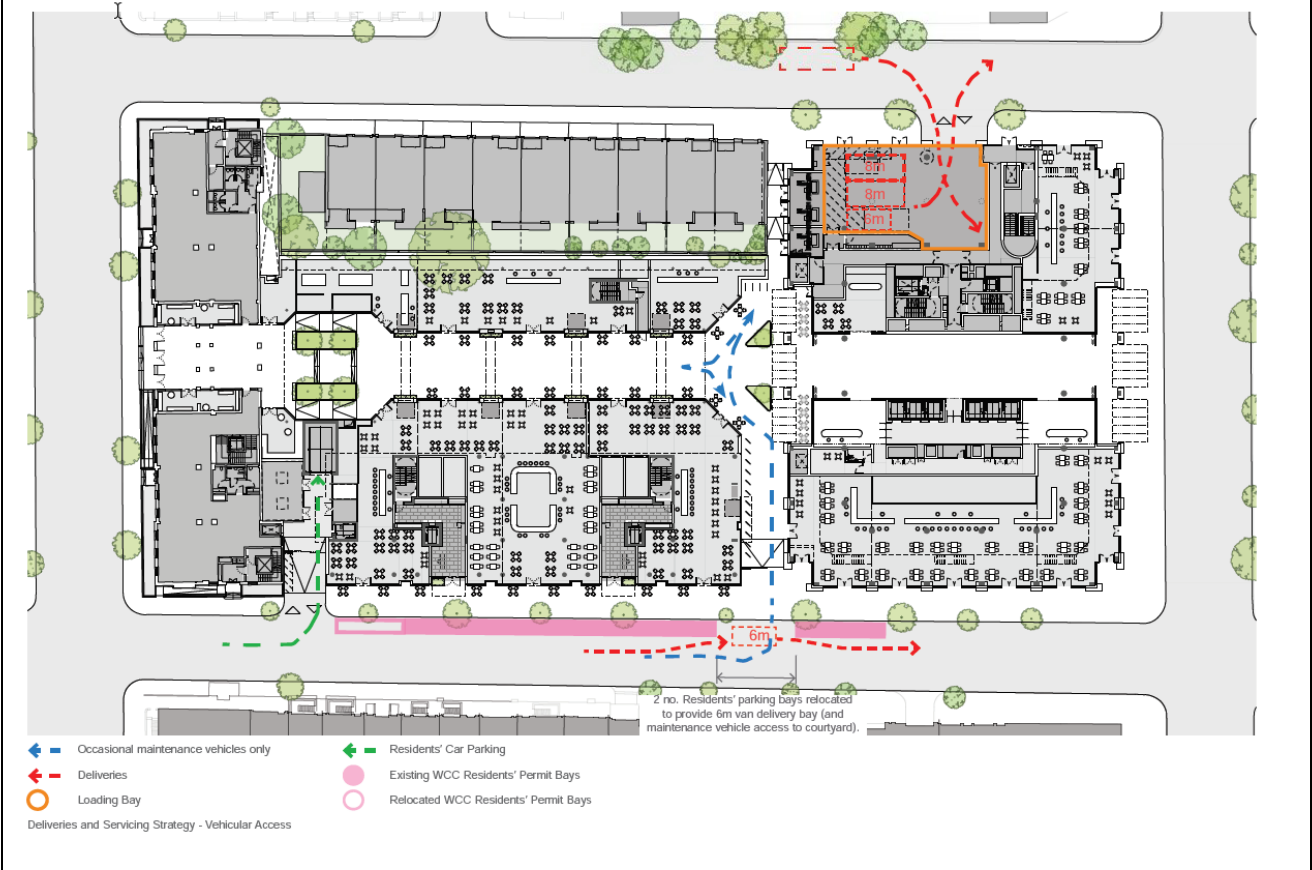 6m
8m
6m
6m
2 no. Residents' parking bays relocated
to provide 6m van delivery bay (and
maintenance vehicle access to courtyard).
Occasional maintenance vehicles only
Residents' Car Parking
Deliveries
Existing WCC Residents' Permit Bays
Loading Bay
Relocated WCC Residents' Permit Bays
Deliveries and Servicing Strategy - Vehicular Access